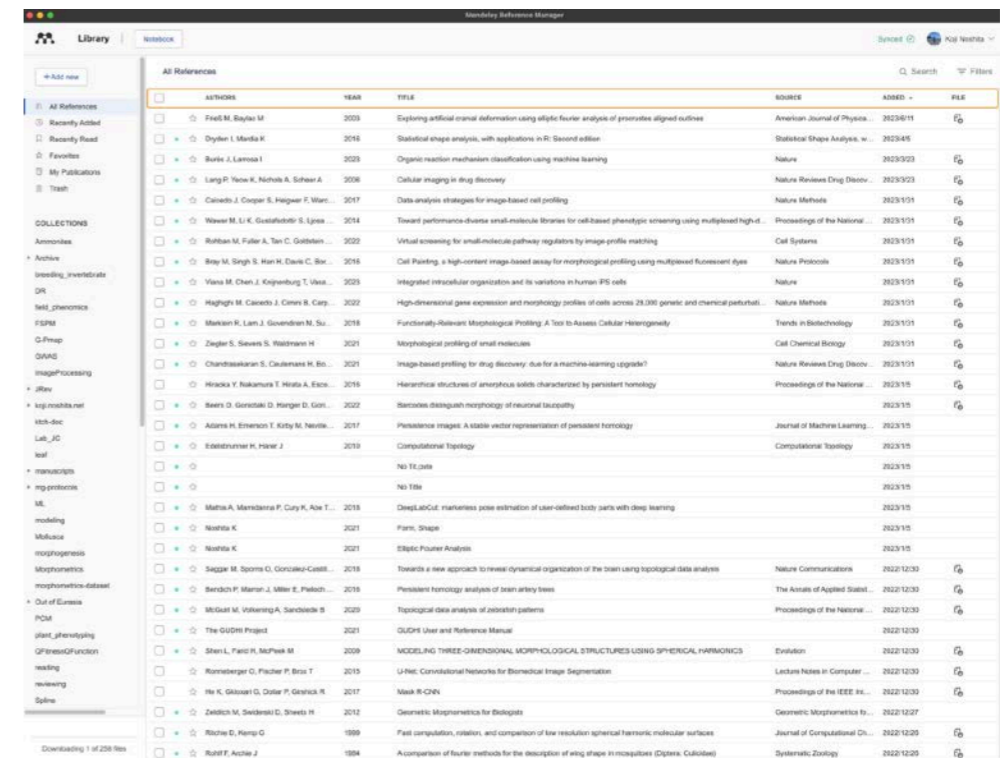 Mendeley Reference Manager
Library
Notebook
Synced
Koji Noshita
+ Add new
All References
Recently Added
Recently Read
Favorites
My Publications
Trash
COLLECTIONS
Ammonites
Archive
breeding_invertebrate
DR
field_phenomics
FSPM
G-Pmap
GWAS
ImageProcessing
JRev
koji.noshita.net
ktch-doc
Lab_JC
leaf
manuscripts
mg-protocols
ML
modeling
Mollusca
morphogenesis
Morphometrics
morphometrics-dataset
Out of Eurasia
PCM
plant_phenotyping
QFitnessQFunction
reading
reviewing
Spline
Downloading 1 of 256 files
All References
Search
Filters
AUTHORS YEAR TITLE SOURCE ADDED FILE
Frieß M, Baylac M 2003 Exploring artificial cranial deformation using elliptic fourier analysis of procrustes aligned outlines American Journal of Physica... 2023/6/11
Dryden I, Mardia K 2016 Statistical shape analysis, with applications in R: Second edition Statistical Shape Analysis, w... 2023/4/6
Burés J, Larrosa I 2023 Organic reaction mechanism classification using machine learning Nature 2023/3/23
Lang P, Yeow K, Nichols A, Scheer A 2006 Cellular imaging in drug discovery Nature Reviews Drug Discov... 2023/3/23
Caicedo J, Cooper S, Heigwer F, Warc... 2017 Data-analysis strategies for image-based cell profiling Nature Methods 2023/1/31
Wawer M, Li K, Gustafsdottir S, Ljosa ... 2014 Toward performance-diverse small-molecule libraries for cell-based phenotypic screening using multiplexed high-d... Proceedings of the National ... 2023/1/31
Rohban M, Fuller A, Tan C, Goldstein ... 2022 Virtual screening for small-molecule pathway regulators by image-profile matching Cell Systems 2023/1/31
Bray M, Singh S, Han H, Davis C, Bor... 2016 Cell Painting, a high-content image-based assay for morphological profiling using multiplexed fluorescent dyes Nature Protocols 2023/1/31
Viana M, Chen J, Knijnenburg T, Vasa... 2023 Integrated intracellular organization and its variations in human iPS cells Nature 2023/1/31
Haghighi M, Caicedo J, Cimini B, Carp... 2022 High-dimensional gene expression and morphology profiles of cells across 28,000 genetic and chemical perturbati... Nature Methods 2023/1/31
Marklein R, Lam J, Guvendiren M, Su... 2018 Functionally-Relevant Morphological Profiling: A Tool to Assess Cellular Heterogeneity Trends in Biotechnology 2023/1/31
Ziegler S, Sievers S, Waldmann H 2021 Morphological profiling of small molecules Cell Chemical Biology 2023/1/31
Chandrasekaran S, Ceulemans H, Bo... 2021 Image-based profiling for drug discovery: due for a machine-learning upgrade? Nature Reviews Drug Discov... 2023/1/31
Hiraoka Y, Nakamura T, Hirata A, Esco... 2016 Hierarchical structures of amorphous solids characterized by persistent homology Proceedings of the National ... 2023/1/5
Beers D, Goniotaki D, Hanger D, Gori... 2022 Barcodes distinguish morphology of neuronal tauopathy 2023/1/5
Adams H, Emerson T, Kirby M, Neville... 2017 Persistence images: A stable vector representation of persistent homology Journal of Machine Learning... 2023/1/5
Edelsbrunner H, Harer J 2010 Computational Topology Computational Topology 2023/1/5
2023/1/5
No Title 2023/1/5
Mathis A, Mamidanna P, Cury K, Abe T... 2018 DeepLabCut: markerless pose estimation of user-defined body parts with deep learning 2023/1/5
Noshita K 2021 Form, Shape 2023/1/5
Noshita K 2021 Elliptic Fourier Analysis 2023/1/5
Saggar M, Sporns O, Gonzalez-Castill... 2018 Towards a new approach to reveal dynamical organization of the brain using topological data analysis Nature Communications 2022/12/30
Bendich P, Marron J, Miller E, Pieloch ... 2016 Persistent homology analysis of brain artery trees The Annals of Applied Statist... 2022/12/30
McGuirl M, Volkening A, Sandstede B 2020 Topological data analysis of zebrafish patterns Proceedings of the National ... 2022/12/30
The GUDHI Project 2021 GUDHI User and Reference Manual 2022/12/30
Shen L, Farid H, McPeek M 2009 MODELING THREE-DIMENSIONAL MORPHOLOGICAL STRUCTURES USING SPHERICAL HARMONICS Evolution 2022/12/30
Ronneberger O, Fischer P, Brox T 2015 U-Net: Convolutional Networks for Biomedical Image Segmentation Lecture Notes in Computer ... 2022/12/30
He K, Gkioxari G, Dollar P, Girshick R 2017 Mask R-CNN Proceedings of the IEEE Int... 2022/12/30
Zelditch M, Swiderski D, Sheets H 2012 Geometric Morphometrics for Biologists Geometric Morphometrics fo... 2022/12/27
Ritchie D, Kemp G 1999 Fast computation, rotation, and comparison of low resolution spherical harmonic molecular surfaces Journal of Computational Ch... 2022/12/26
Rohlf F, Archie J 1984 A comparison of fourier methods for the description of wing shape in mosquitoes (Diptera: Culicidae) Systematic Zoology 2022/12/26